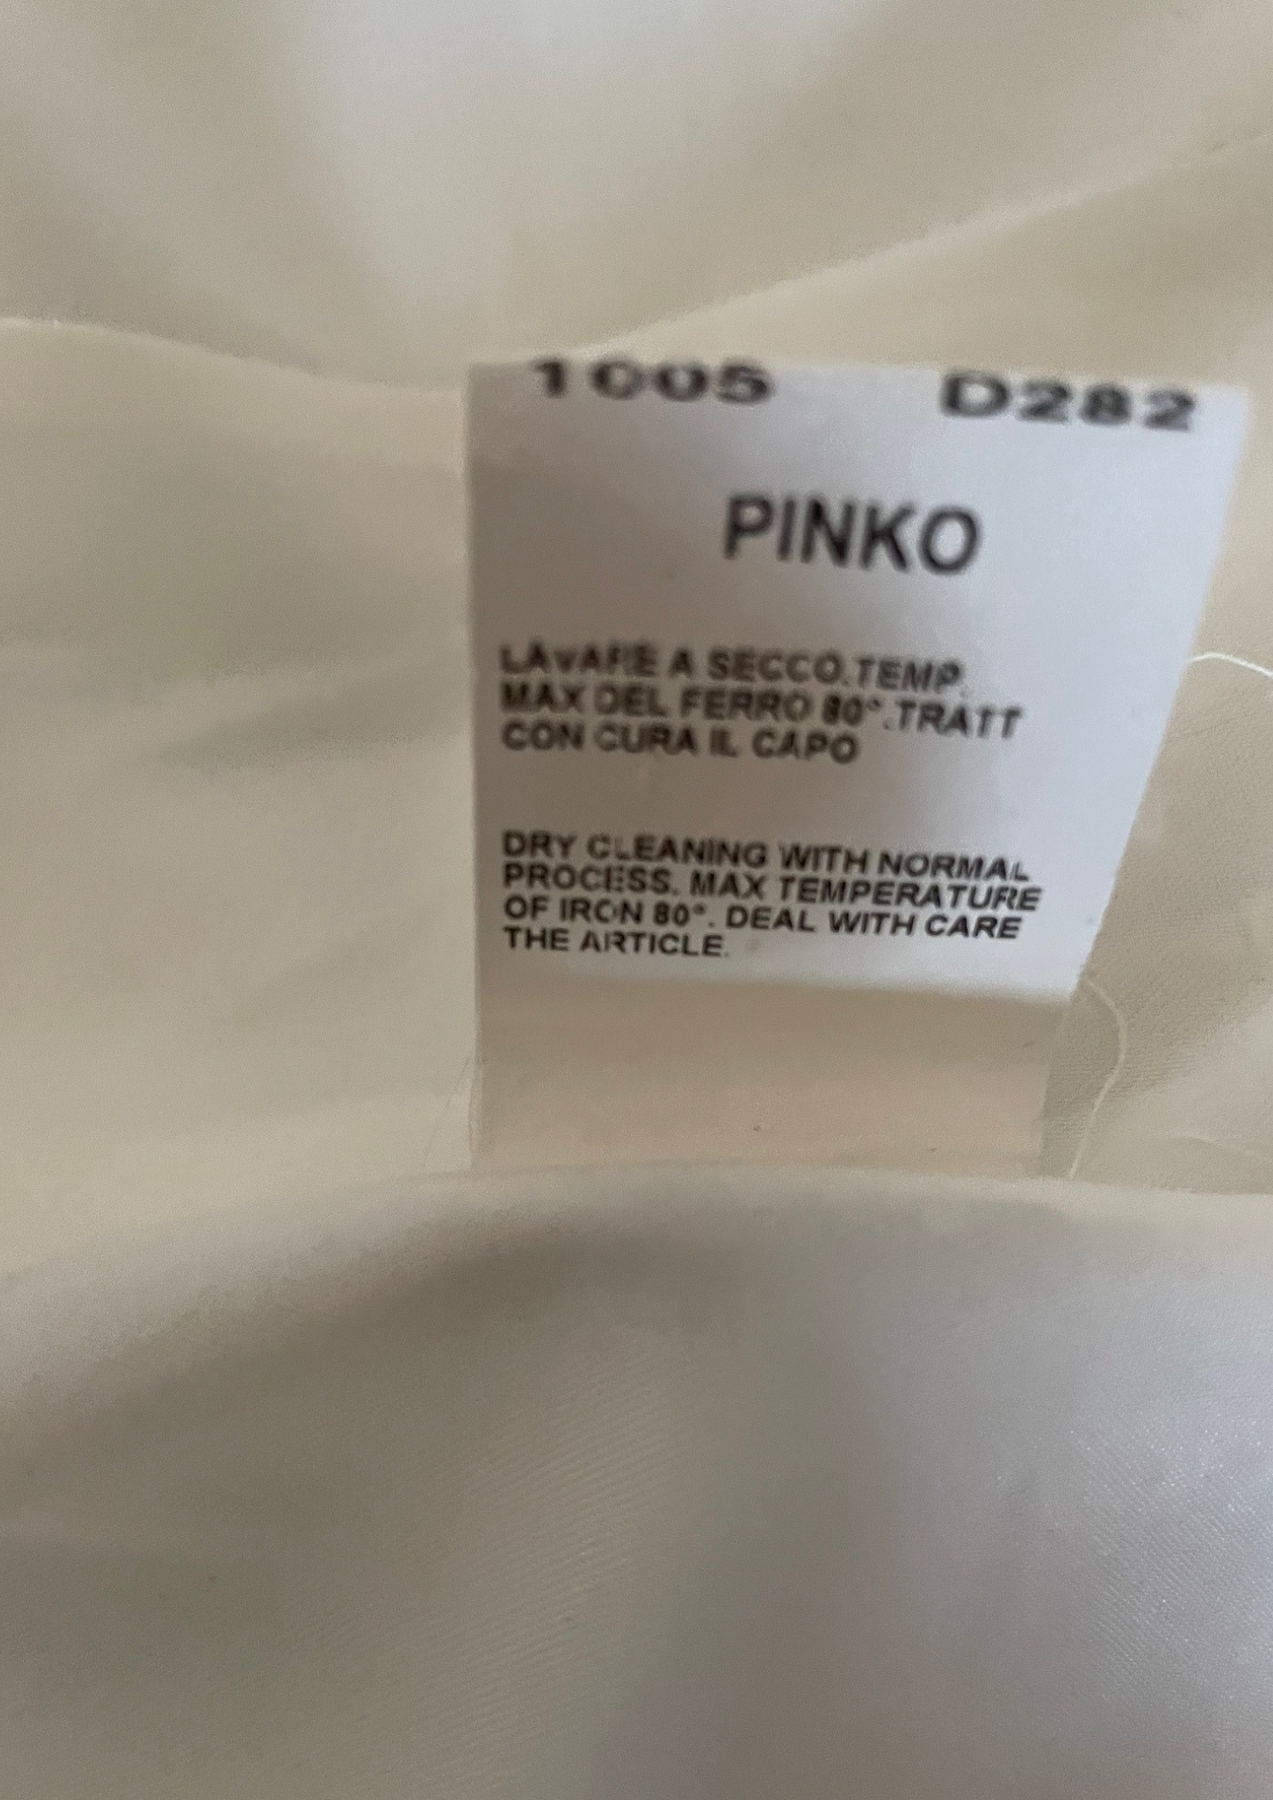 1005 D282
PINKO
LAVARE A SECCO.TEMP.
MAX DEL FERRO 80°.TRATT
CON CURA IL CAPO
DRY CLEANING WITH NORMAL
PROCESS. MAX TEMPERATURE
OF IRON 80°. DEAL WITH CARE
THE ARTICLE.